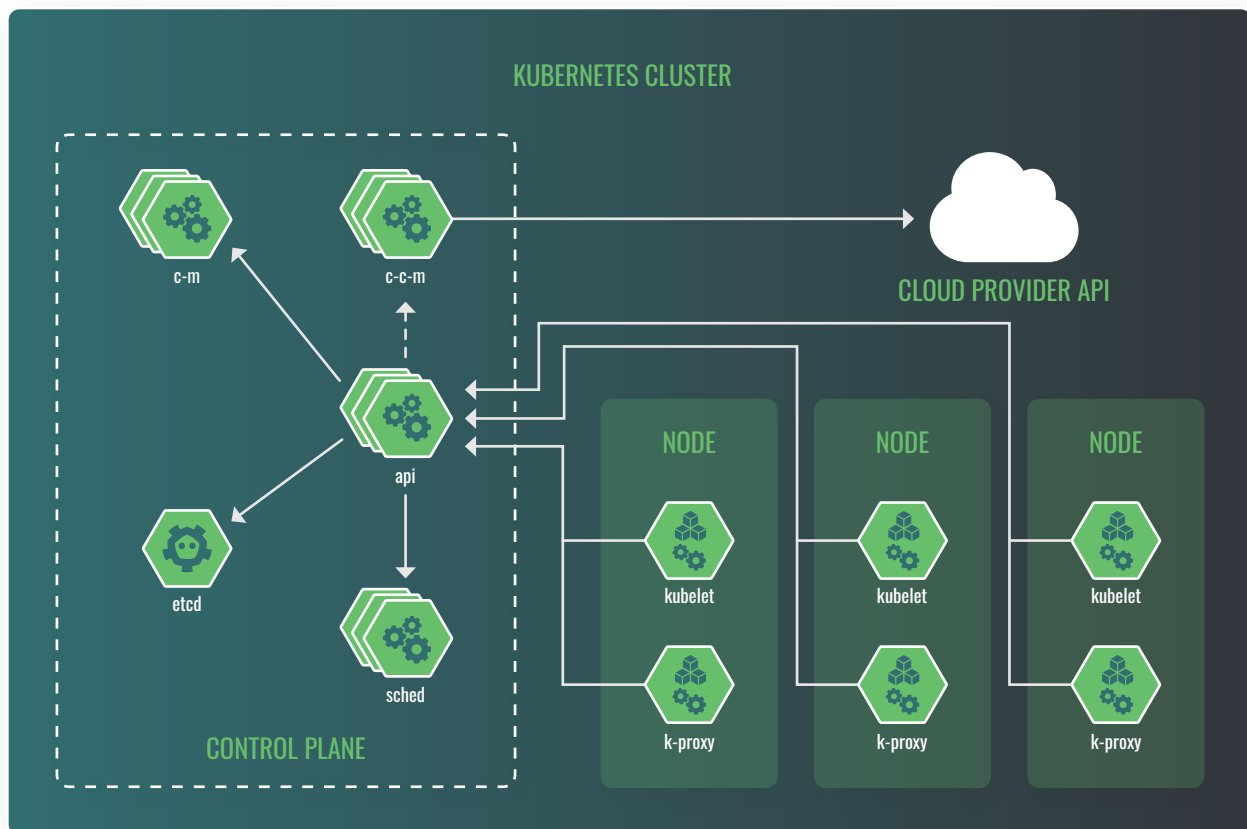 KUBERNETES CLUSTER
c-m
c-c-m
CLOUD PROVIDER API
api
etcd
sched
CONTROL PLANE
NODE
kubelet
k-proxy
NODE
kubelet
k-proxy
NODE
kubelet
k-proxy